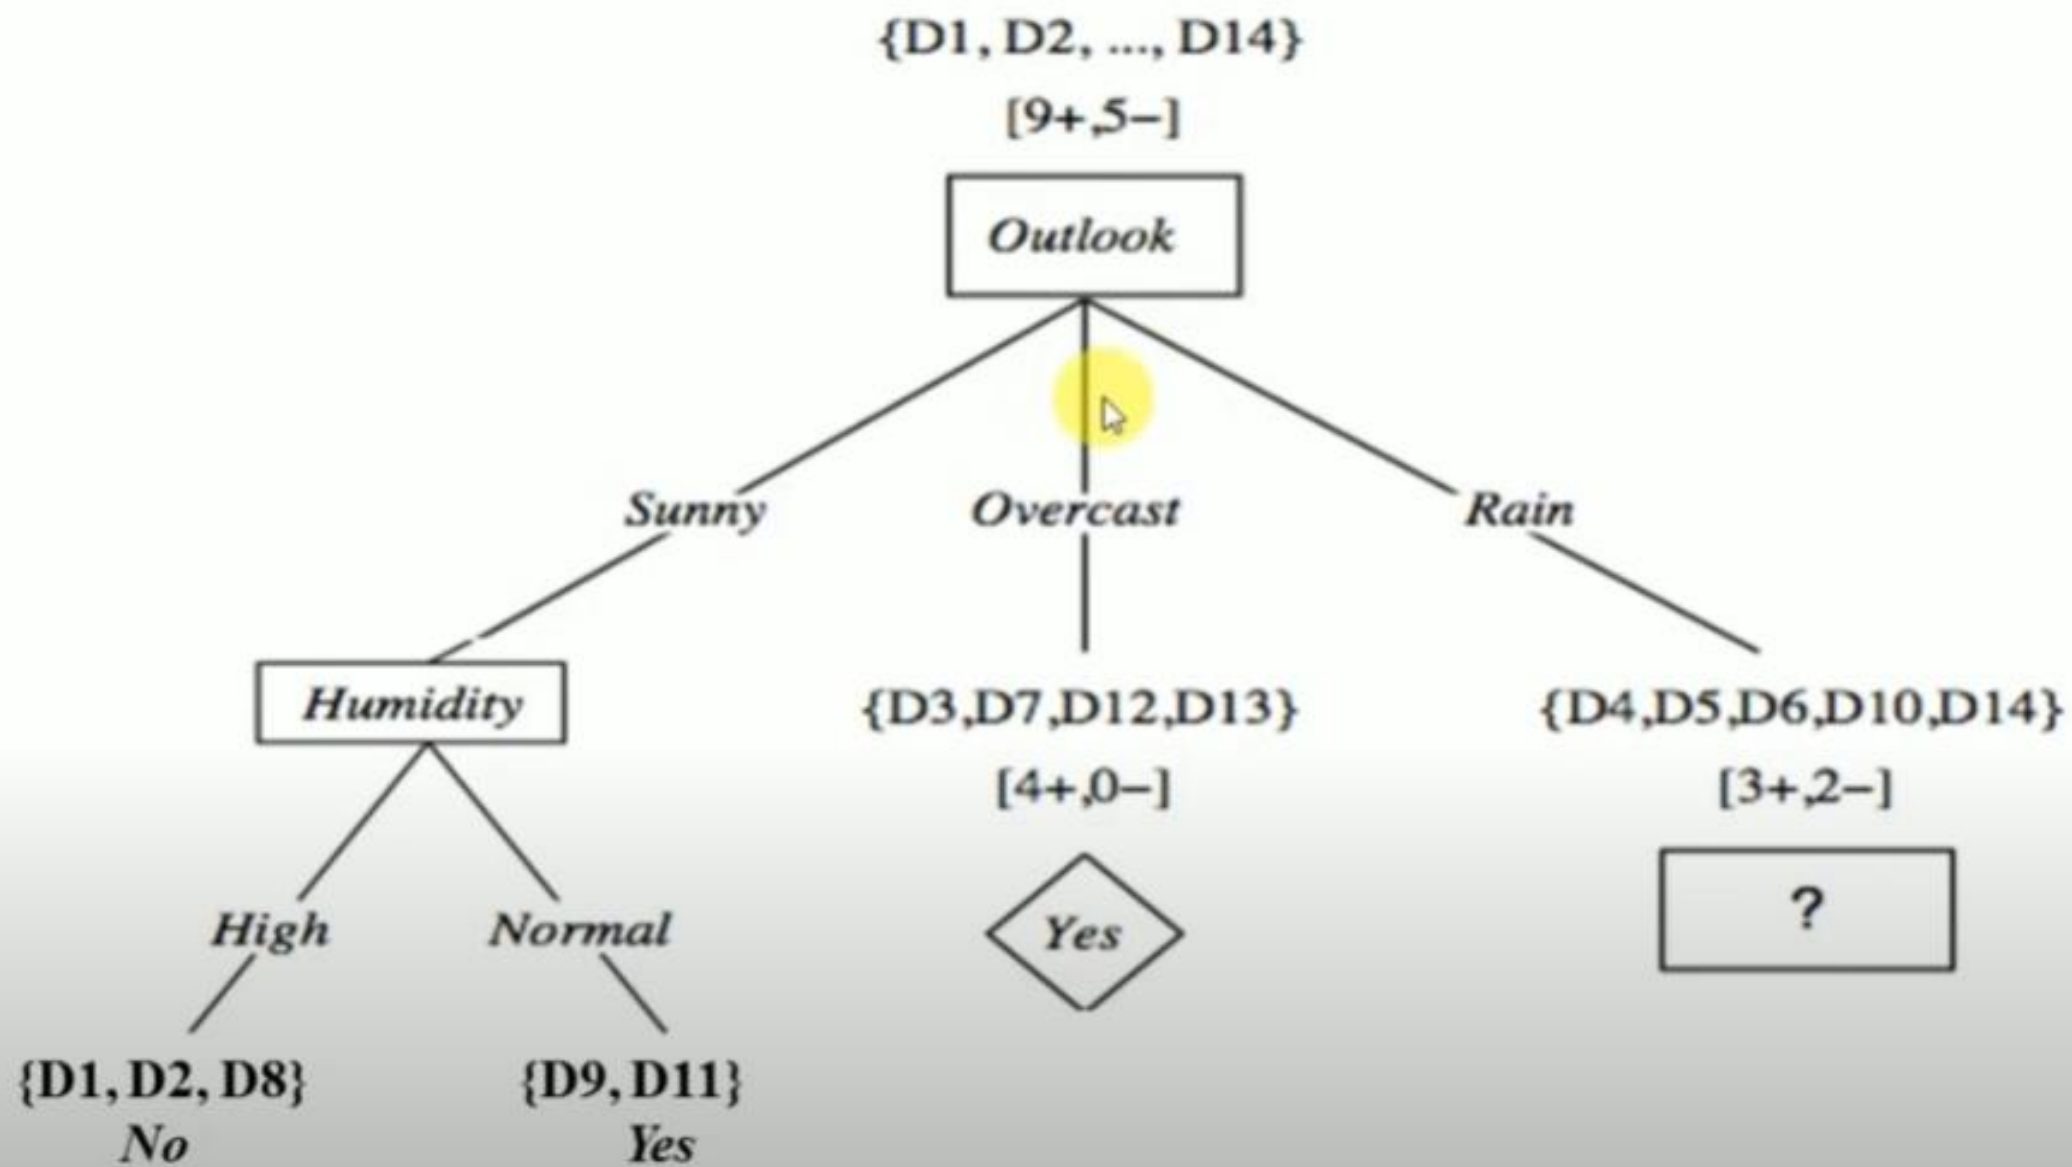 {D1, D2, ..., D14}
[9+,5−]
Outlook
Sunny Overcast Rain
Humidity
{D3,D7,D12,D13}
{D4,D5,D6,D10,D14}
[4+,0−]
[3+,2−]
High Normal
Yes
?
{D1, D2, D8}
{D9, D11}
No
Yes